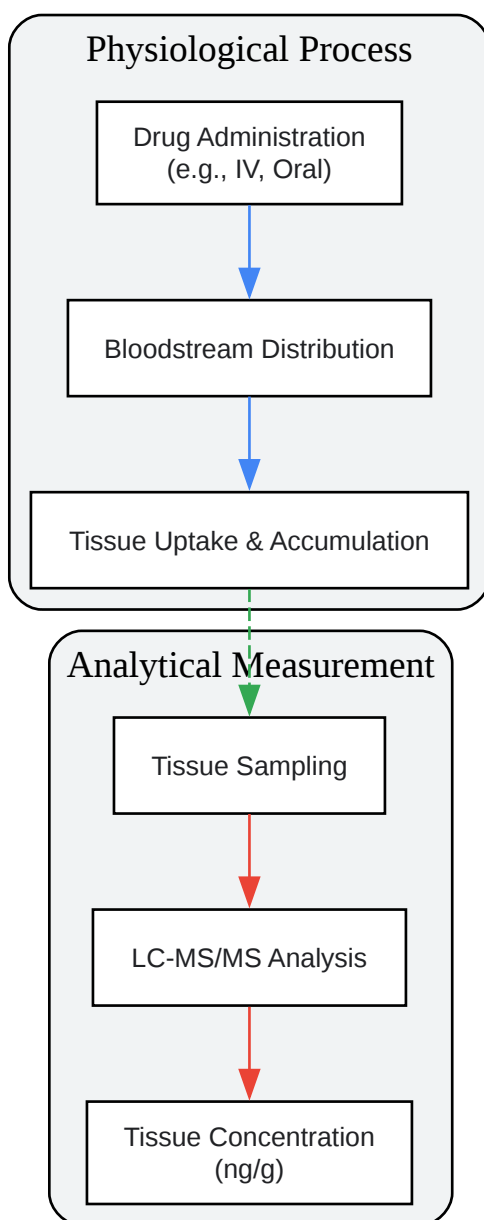 Physiological Process
Drug Administration
(e.g., IV, Oral)
Bloodstream Distribution
Tissue Uptake & Accumulation
Analytical Measurement
Tissue Sampling
LC-MS/MS Analysis
Tissue Concentration
(ng/g)